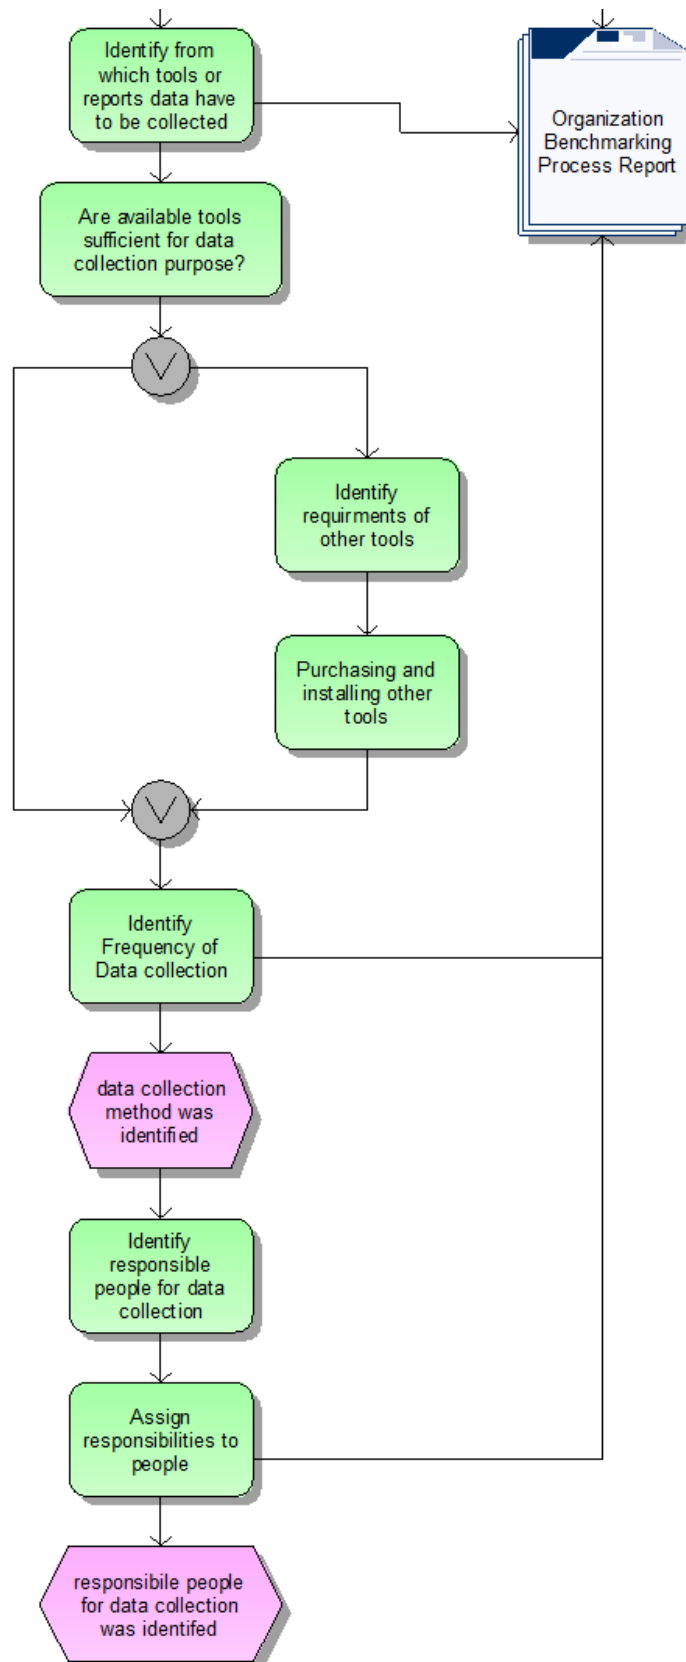 Identify from
which tools or
reports data have
to be collected
Organization
Benchmarking
Process Report
Are available tools
sufficient for data
collection purpose?
Identify
requirments of
other tools
Purchasing and
installing other
tools
Identify
Frequency of
Data collection
data collection
method was
identified
Identify
responsible
people for data
collection
Assign
responsibilities to
people
responsibile people
for data collection
was identifed